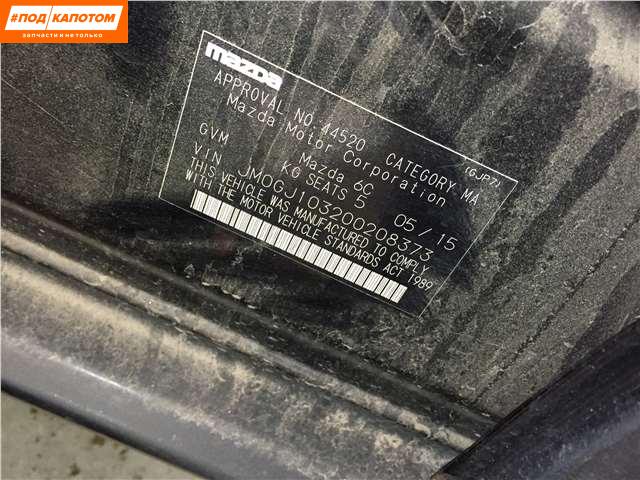 #ПОД КАПОТОМ
запчасти и не только
mazda
(GJP7)
APPROVAL NO. 44520 CATEGORY MA
Mazda Motor Corporation
Mazda 6C 05/15
GVM KG SEATS 5
VIN JM0GJ103200208373
THIS VEHICLE WAS MANUFACTURED TO COMPLY
WITH THE MOTOR VEHICLE STANDARDS ACT 1989